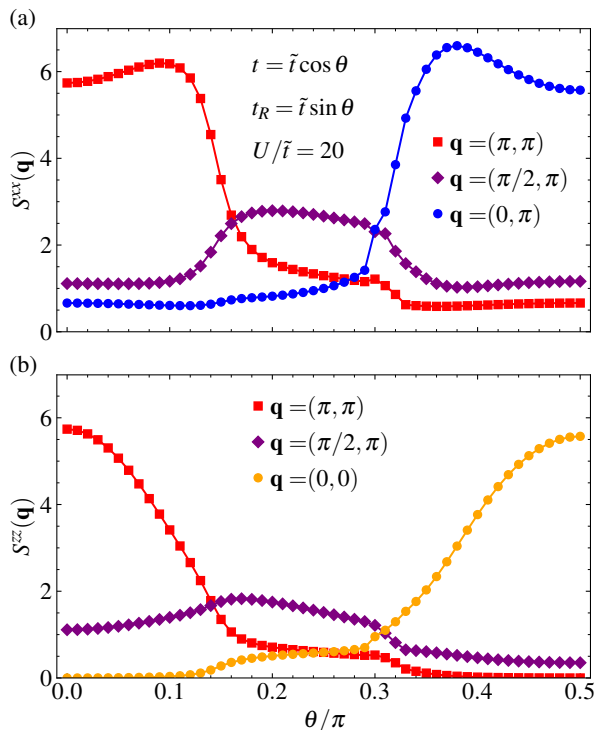 (a)
6
4
2
0
S^{xx}(q)
t = t̃ cos θ
t_R = t̃ sin θ
U/t̃ = 20
q = (π, π)
q = (π/2, π)
q = (0, π)
(b)
6
4
2
0
S^{zz}(q)
q = (π, π)
q = (π/2, π)
q = (0, 0)
0.0 0.1 0.2 0.3 0.4 0.5
θ/π